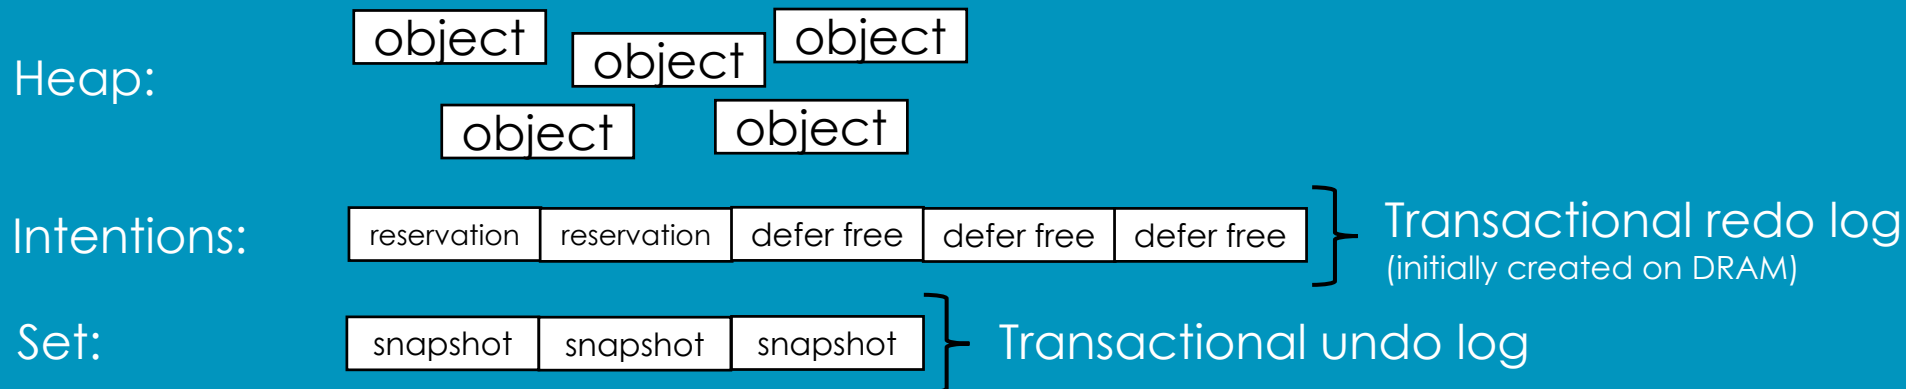 Heap:
object
object
object
object
object
Intentions:
reservation
reservation
defer free
defer free
defer free
Transactional redo log
(initially created on DRAM)
Set:
snapshot
snapshot
snapshot
Transactional undo log